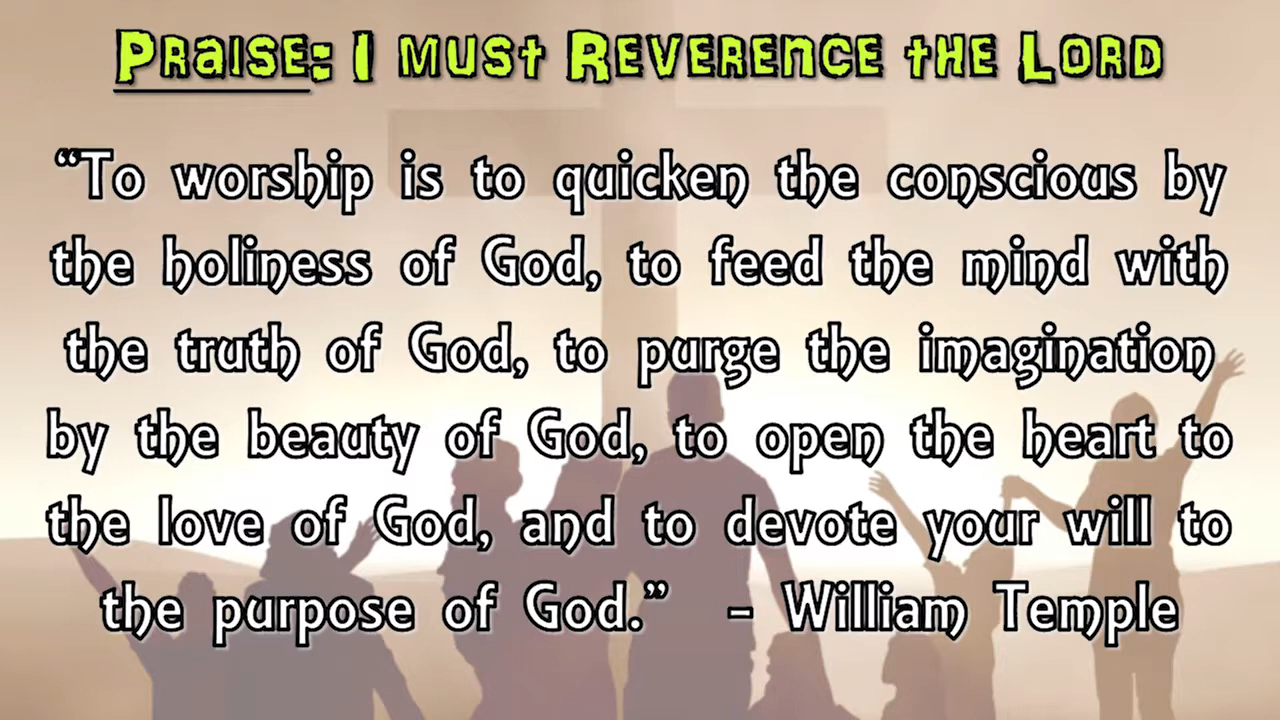 Praise: I must Reverence the Lord
“To worship is to quicken the conscious by
the holiness of God, to feed the mind with
the truth of God, to purge the imagination
by the beauty of God, to open the heart to
the love of God, and to devote your will to
the purpose of God.” - William Temple